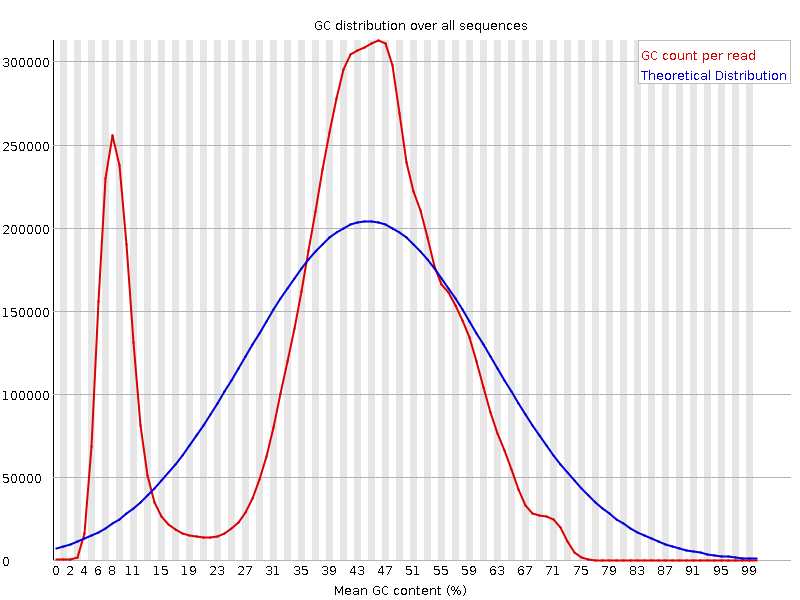 GC distribution over all sequences
GC count per read
Theoretical Distribution
300000
250000
200000
150000
100000
50000
0
0 2 4 6 8 11 15 19 23 27 31 35 39 43 47 51 55 59 63 67 71 75 79 83 87 91 95 99
Mean GC content (%)